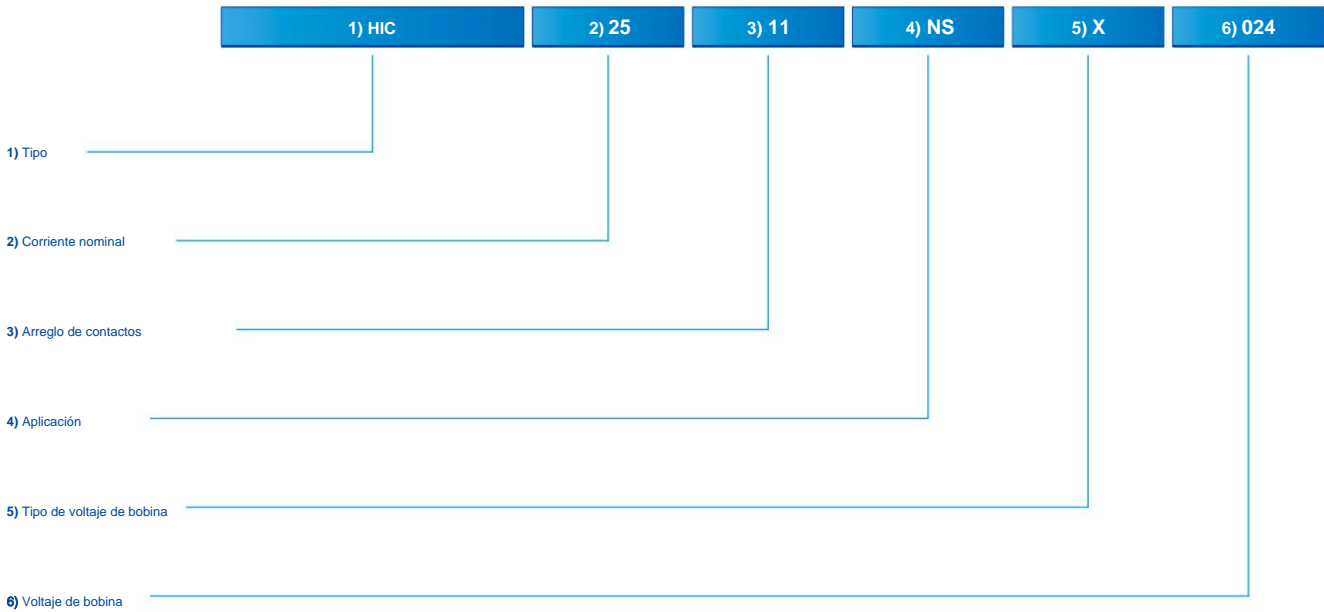 1) HIC 2) 25 3) 11 4) NS 5) X 6) 024
1) Tipo
2) Corriente nominal
3) Arreglo de contactos
4) Aplicación
5) Tipo de voltaje de bobina
6) Voltaje de bobina